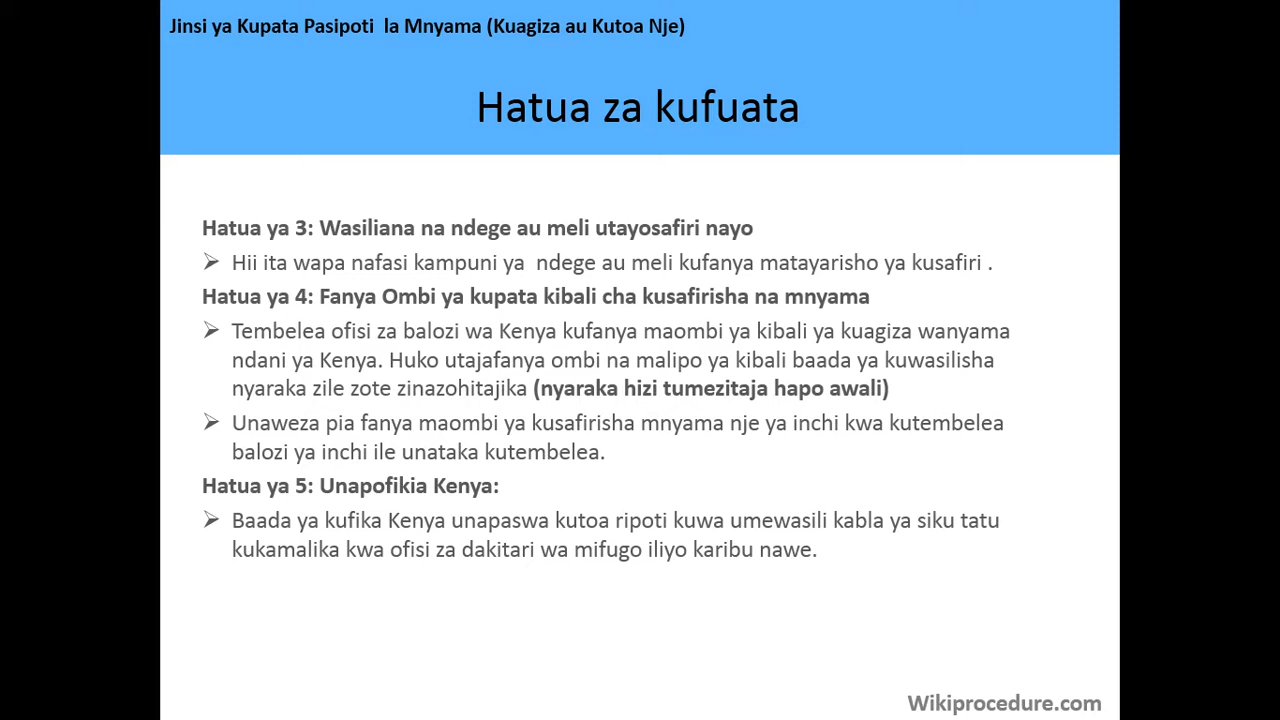 Jinsi ya Kupata Pasipoti  la Mnyama (Kuagiza au Kutoa Nje)
Hatua za kufuata
Hatua ya 3: Wasiliana na ndege au meli utayosafiri nayo
➢ Hii ita wapa nafasi kampuni ya  ndege au meli kufanya matayarisho ya kusafiri .
Hatua ya 4: Fanya Ombi ya kupata kibali cha kusafirisha na mnyama
➢ Tembelea ofisi za balozi wa Kenya kufanya maombi ya kibali ya kuagiza wanyama
ndani ya Kenya. Huko utajafanya ombi na malipo ya kibali baada ya kuwasilisha
nyaraka zile zote zinazohitajika (nyaraka hizi tumezitaja hapo awali)
➢ Unaweza pia fanya maombi ya kusafirisha mnyama nje ya inchi kwa kutembelea
balozi ya inchi ile unataka kutembelea.
Hatua ya 5: Unapofikia Kenya:
➢ Baada ya kufika Kenya unapaswa kutoa ripoti kuwa umewasili kabla ya siku tatu
kukamalika kwa ofisi za dakitari wa mifugo iliyo karibu nawe.
Wikiprocedure.com